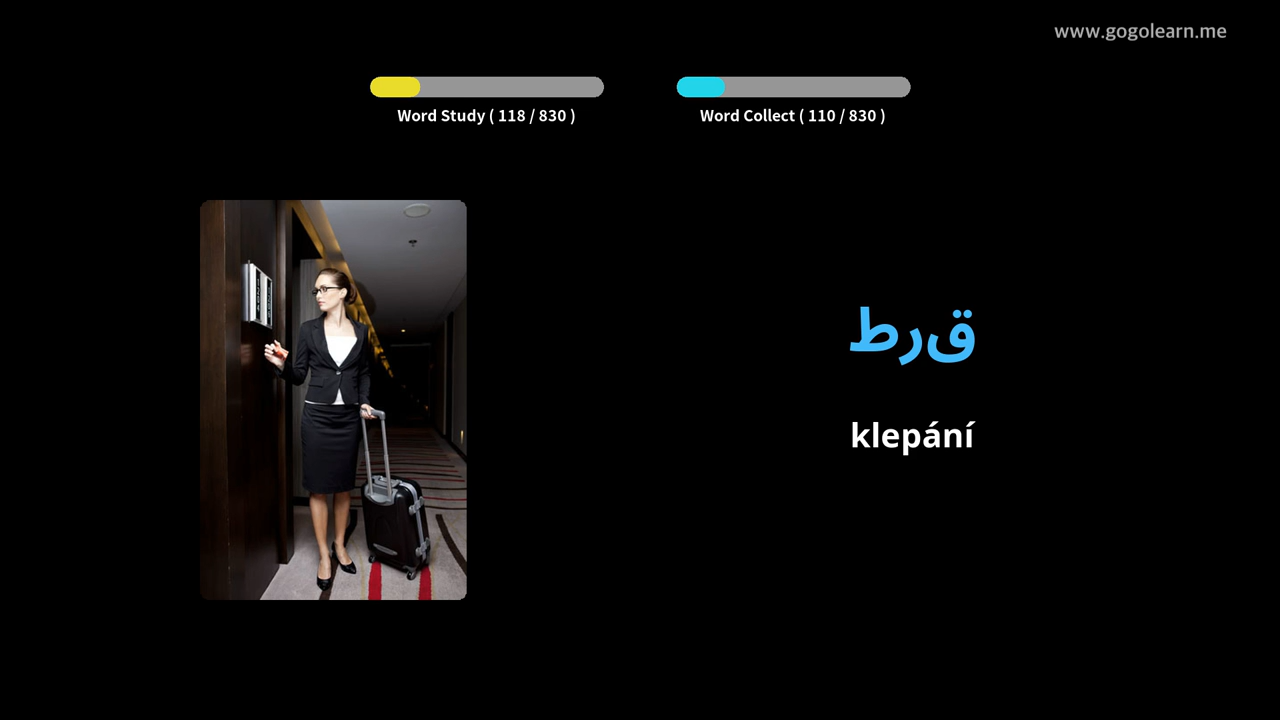 www.gogolearn.me
Word Study ( 118 / 830 )
Word Collect ( 110 / 830 )
قرط
klepání